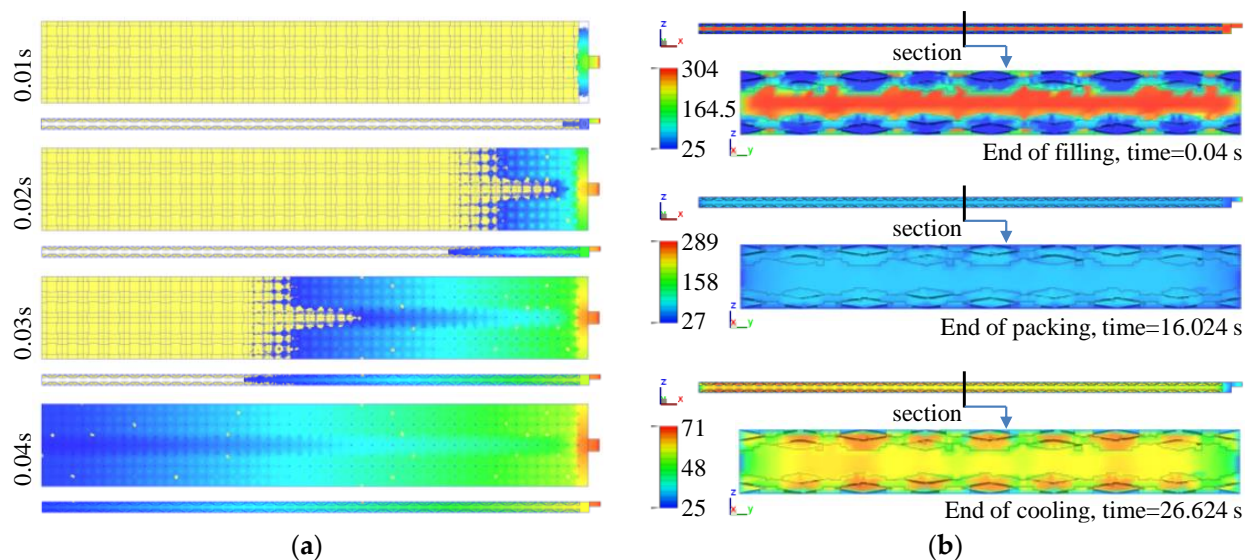 0.01s
0.02s
0.03s
0.04s
(a)
z
x
section
304
164.5
25
z
x y
End of filling, time=0.04 s
z
x
section
289
158
27
z
x y
End of packing, time=16.024 s
z
x
section
71
48
25
z
x y
End of cooling, time=26.624 s
(b)